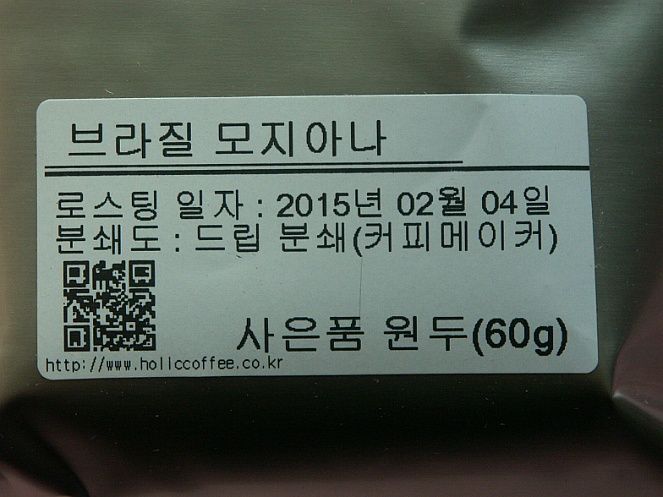 브라질 모지아나
로스팅 일자 : 2015년 02월 04일
분쇄도 : 드립 분쇄(커피메이커)
사은품 원두(60g)
http://www.holiccoffee.co.kr